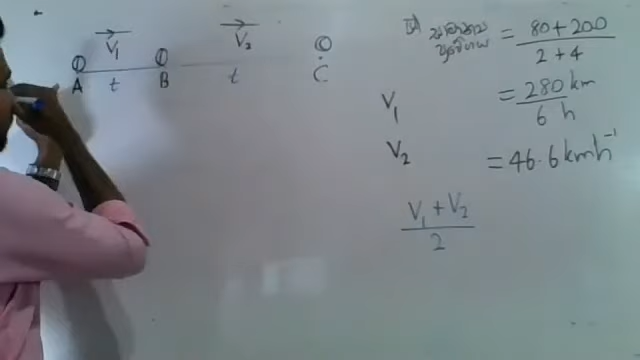 V₁ V₂
A t B t C
= 80 + 200 / 2 + 4
V₁ = 280 km / 6 h
V₂ = 46.6 kmh⁻¹
V₁ + V₂ / 2